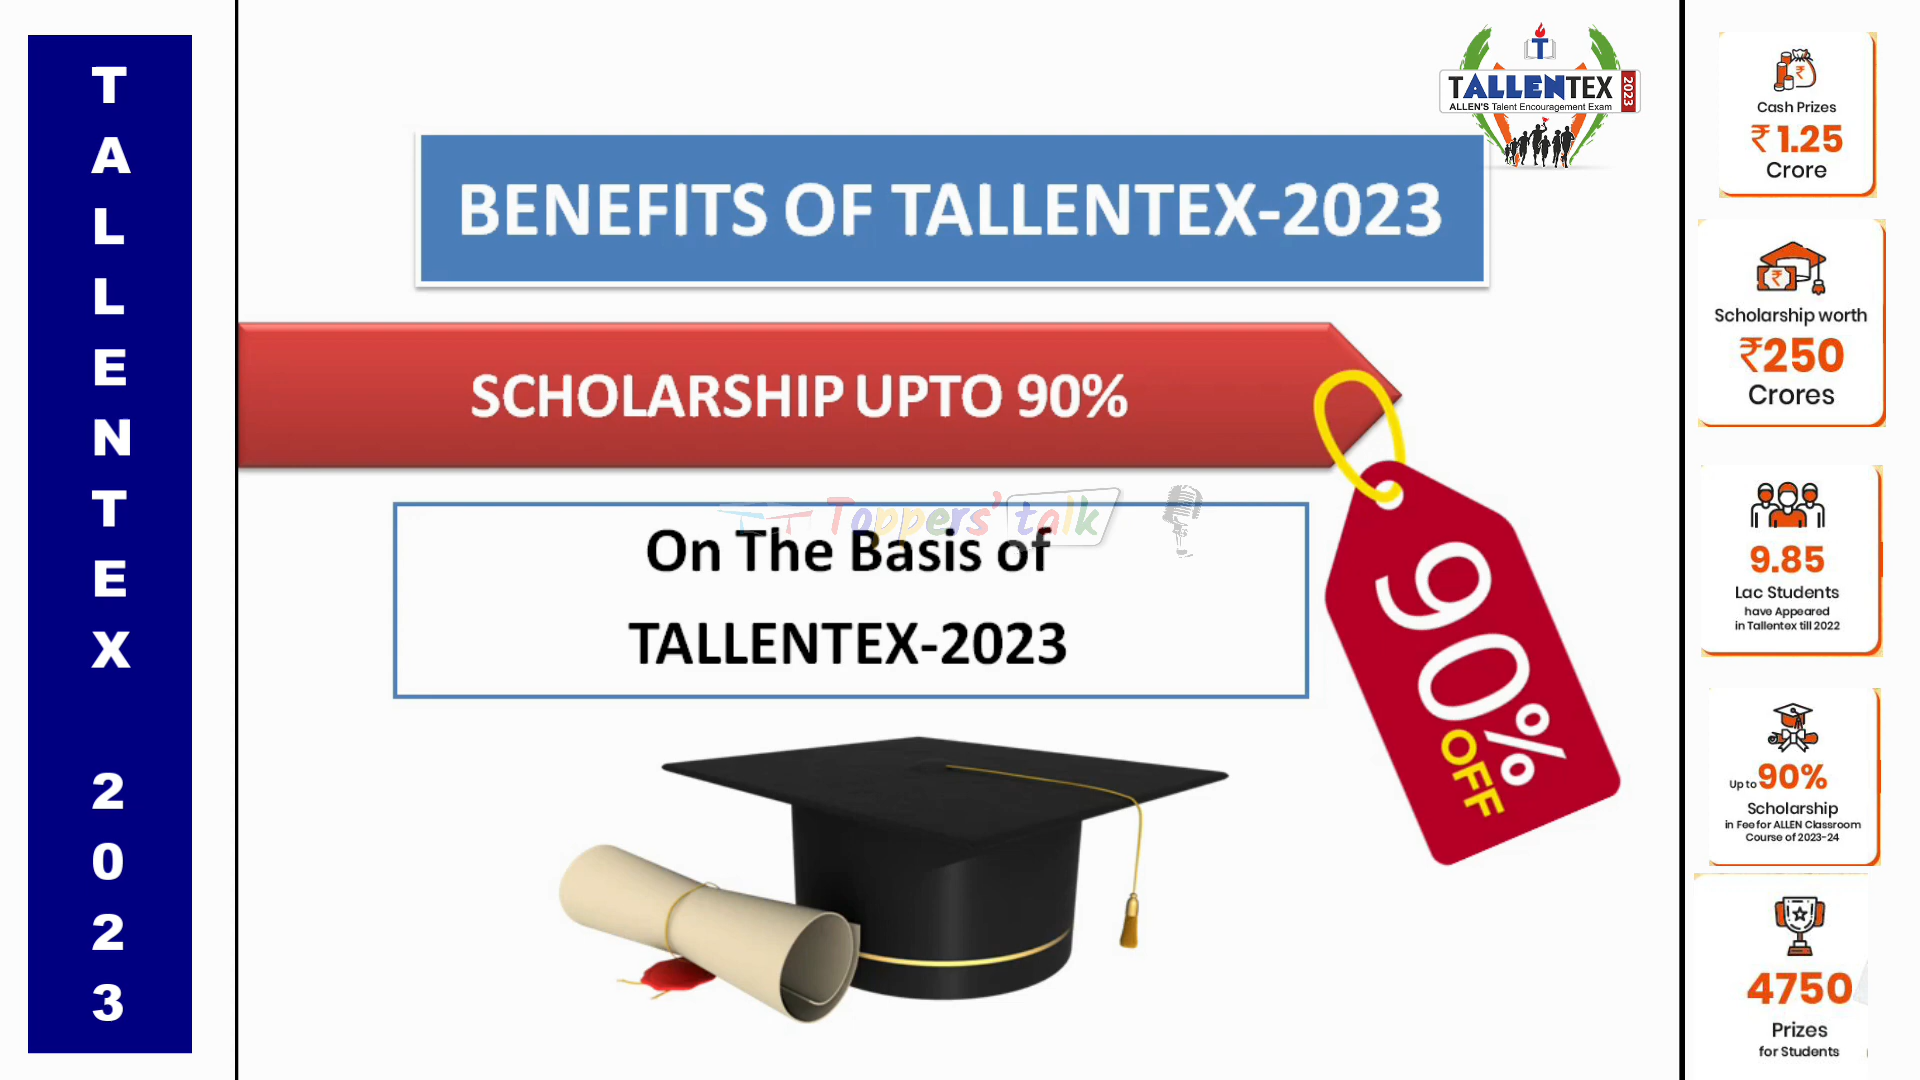 TALLENTEX 2023
T
TALLENTEX 2023
ALLEN'S Talent Encouragement Exam
BENEFITS OF TALLENTEX-2023
SCHOLARSHIP UPTO 90%
Toppers' talk
On The Basis of
TALLENTEX-2023
90%
OFF
Cash Prizes
₹ 1.25
Crore
Scholarship worth
₹250
Crores
9.85
Lac Students
have Appeared
in Tallentex till 2022
Up to 90%
Scholarship
in Fee for ALLEN Classroom
Course of 2023-24
4750
Prizes
for Students